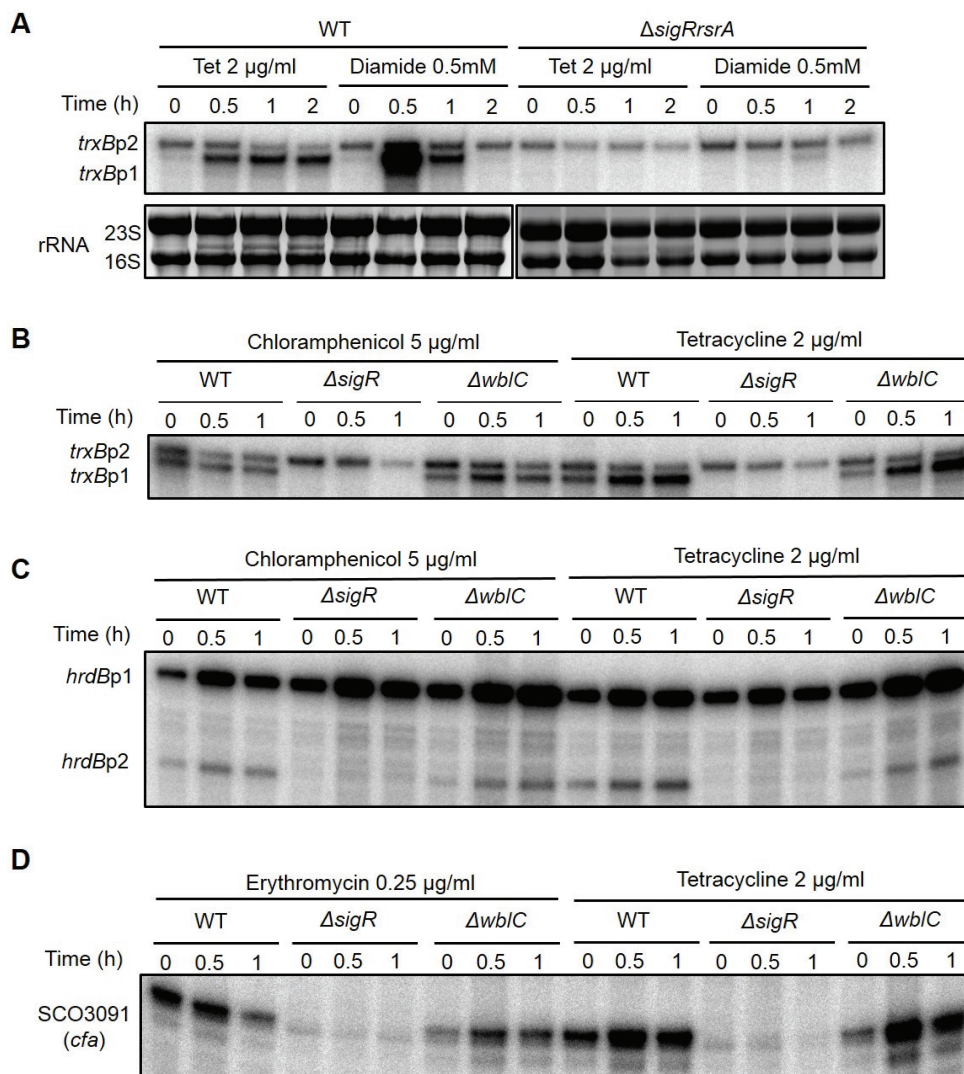 A
WT ΔsigRrsrA
Tet 2 µg/ml Diamide 0.5mM Tet 2 µg/ml Diamide 0.5mM
Time (h) 0 0.5 1 2 0 0.5 1 2 0 0.5 1 2 0 0.5 1 2
trxBp2
trxBp1
rRNA 23S
16S
B
Chloramphenicol 5 µg/ml Tetracycline 2 µg/ml
WT ΔsigR ΔwblC WT ΔsigR ΔwblC
Time (h) 0 0.5 1 0 0.5 1 0 0.5 1 0 0.5 1 0 0.5 1 0 0.5 1
trxBp2
trxBp1
C
Chloramphenicol 5 µg/ml Tetracycline 2 µg/ml
WT ΔsigR ΔwblC WT ΔsigR ΔwblC
Time (h) 0 0.5 1 0 0.5 1 0 0.5 1 0 0.5 1 0 0.5 1 0 0.5 1
hrdBp1
hrdBp2
D
Erythromycin 0.25 µg/ml Tetracycline 2 µg/ml
WT ΔsigR ΔwblC WT ΔsigR ΔwblC
Time (h) 0 0.5 1 0 0.5 1 0 0.5 1 0 0.5 1 0 0.5 1 0 0.5 1
SCO3091
(cfa)